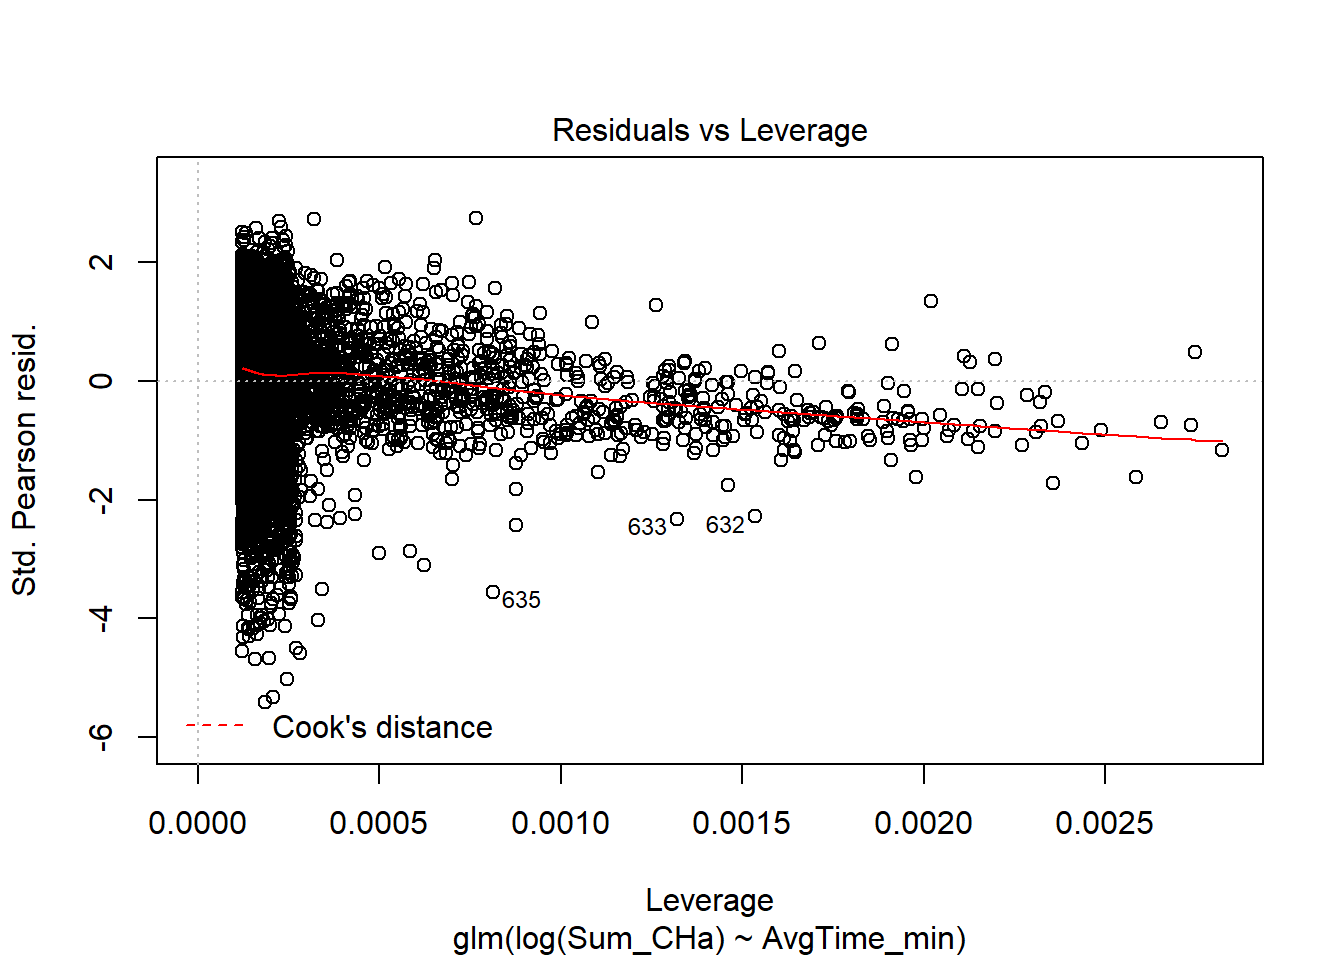 Residuals vs Leverage
Std. Pearson resid.
2
0
-2
-4
-6
633
632
635
Cook's distance
0.0000
0.0005
0.0010
0.0015
0.0020
0.0025
Leverage
glm(log(Sum_CHa) ~ AvgTime_min)